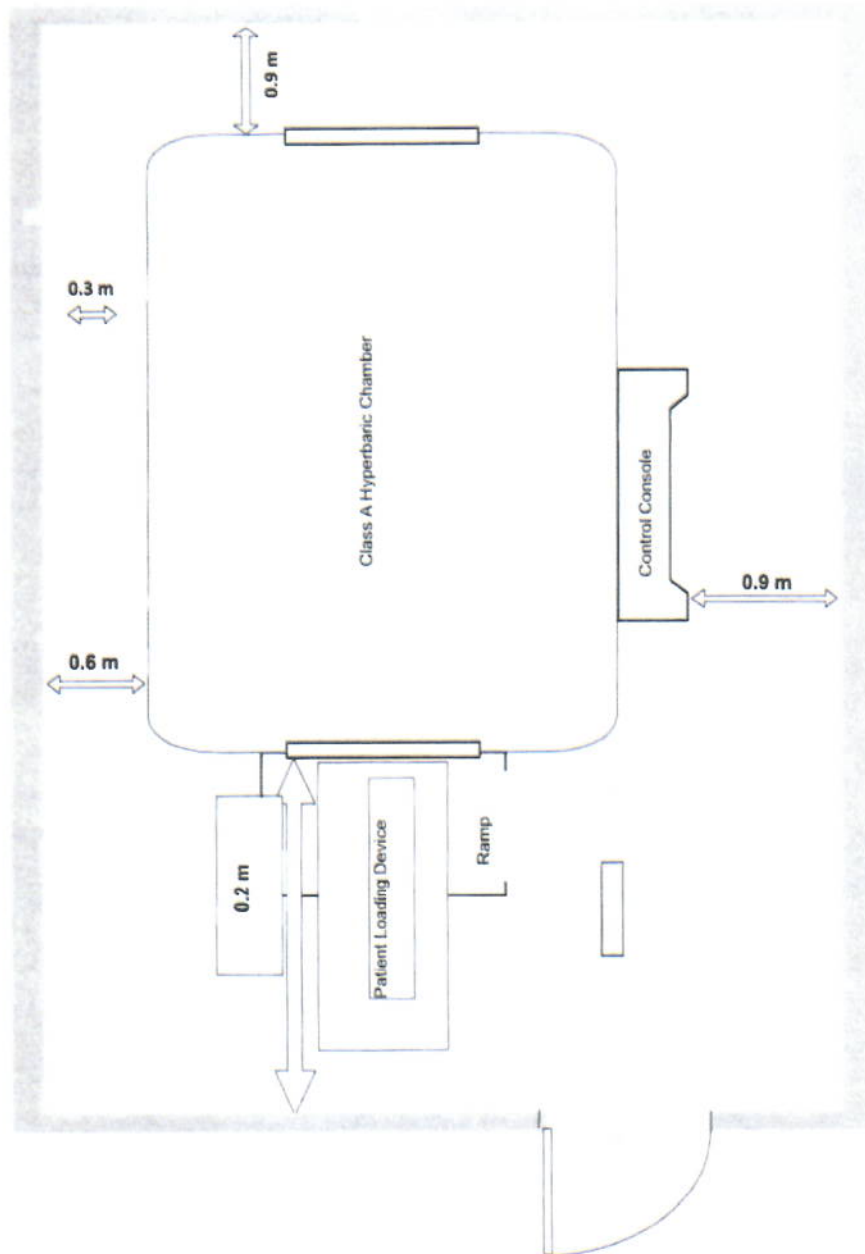 0.9 m
0.3 m
Class A Hyperbaric Chamber
Control Console
0.9 m
0.6 m
0.2 m
Patient Loading Device
Ramp